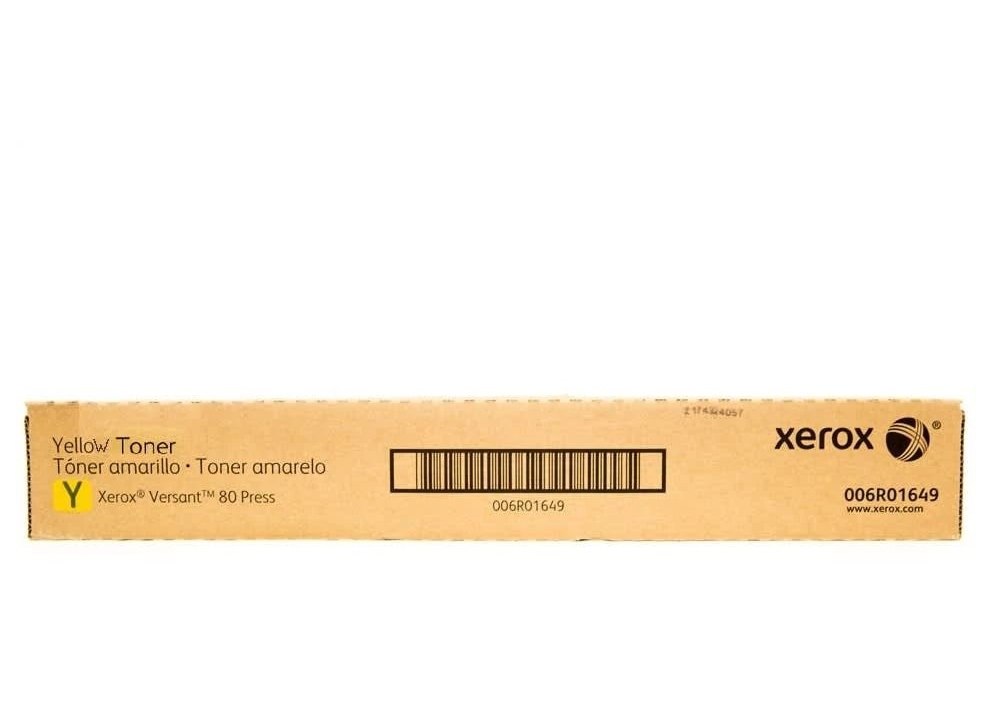 Yellow Toner
Tóner amarillo • Toner amarelo
Y Xerox® Versant™ 80 Press
006R01649
xerox ®
006R01649
www.xerox.com